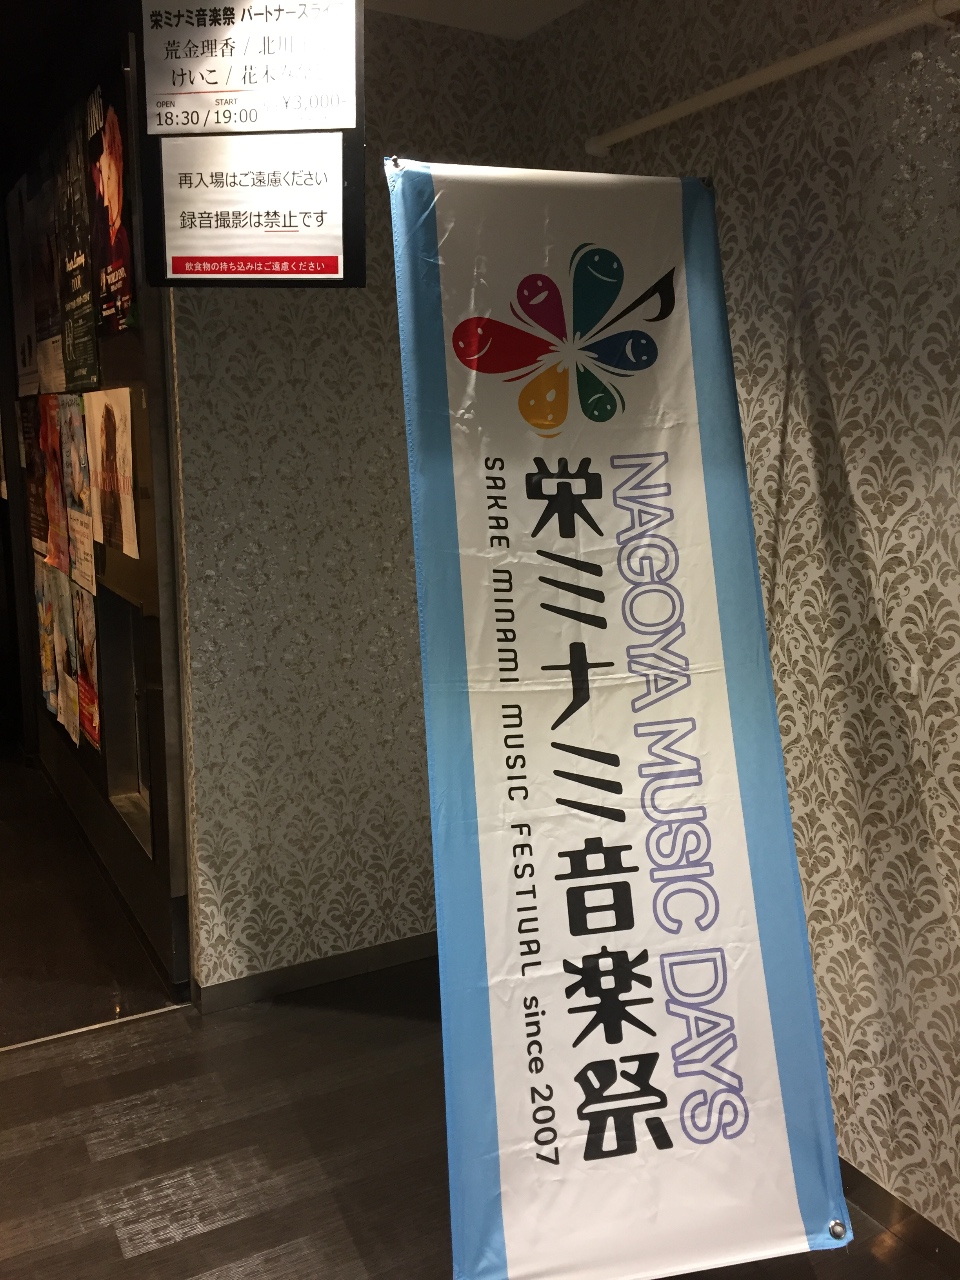 栄ミナミ音楽祭 パートナーズライブ
荒金理香 / 北川
けいこ / 花木
OPEN START
18:30 / 19:00 ¥3,000-
再入場はご遠慮ください
録音撮影は禁止です
飲食物の持ち込みはご遠慮ください
NAGOYA MUSIC DAYS
栄ミナミ音楽祭
SAKAE MINAMI MUSIC FESTIVAL since 2007